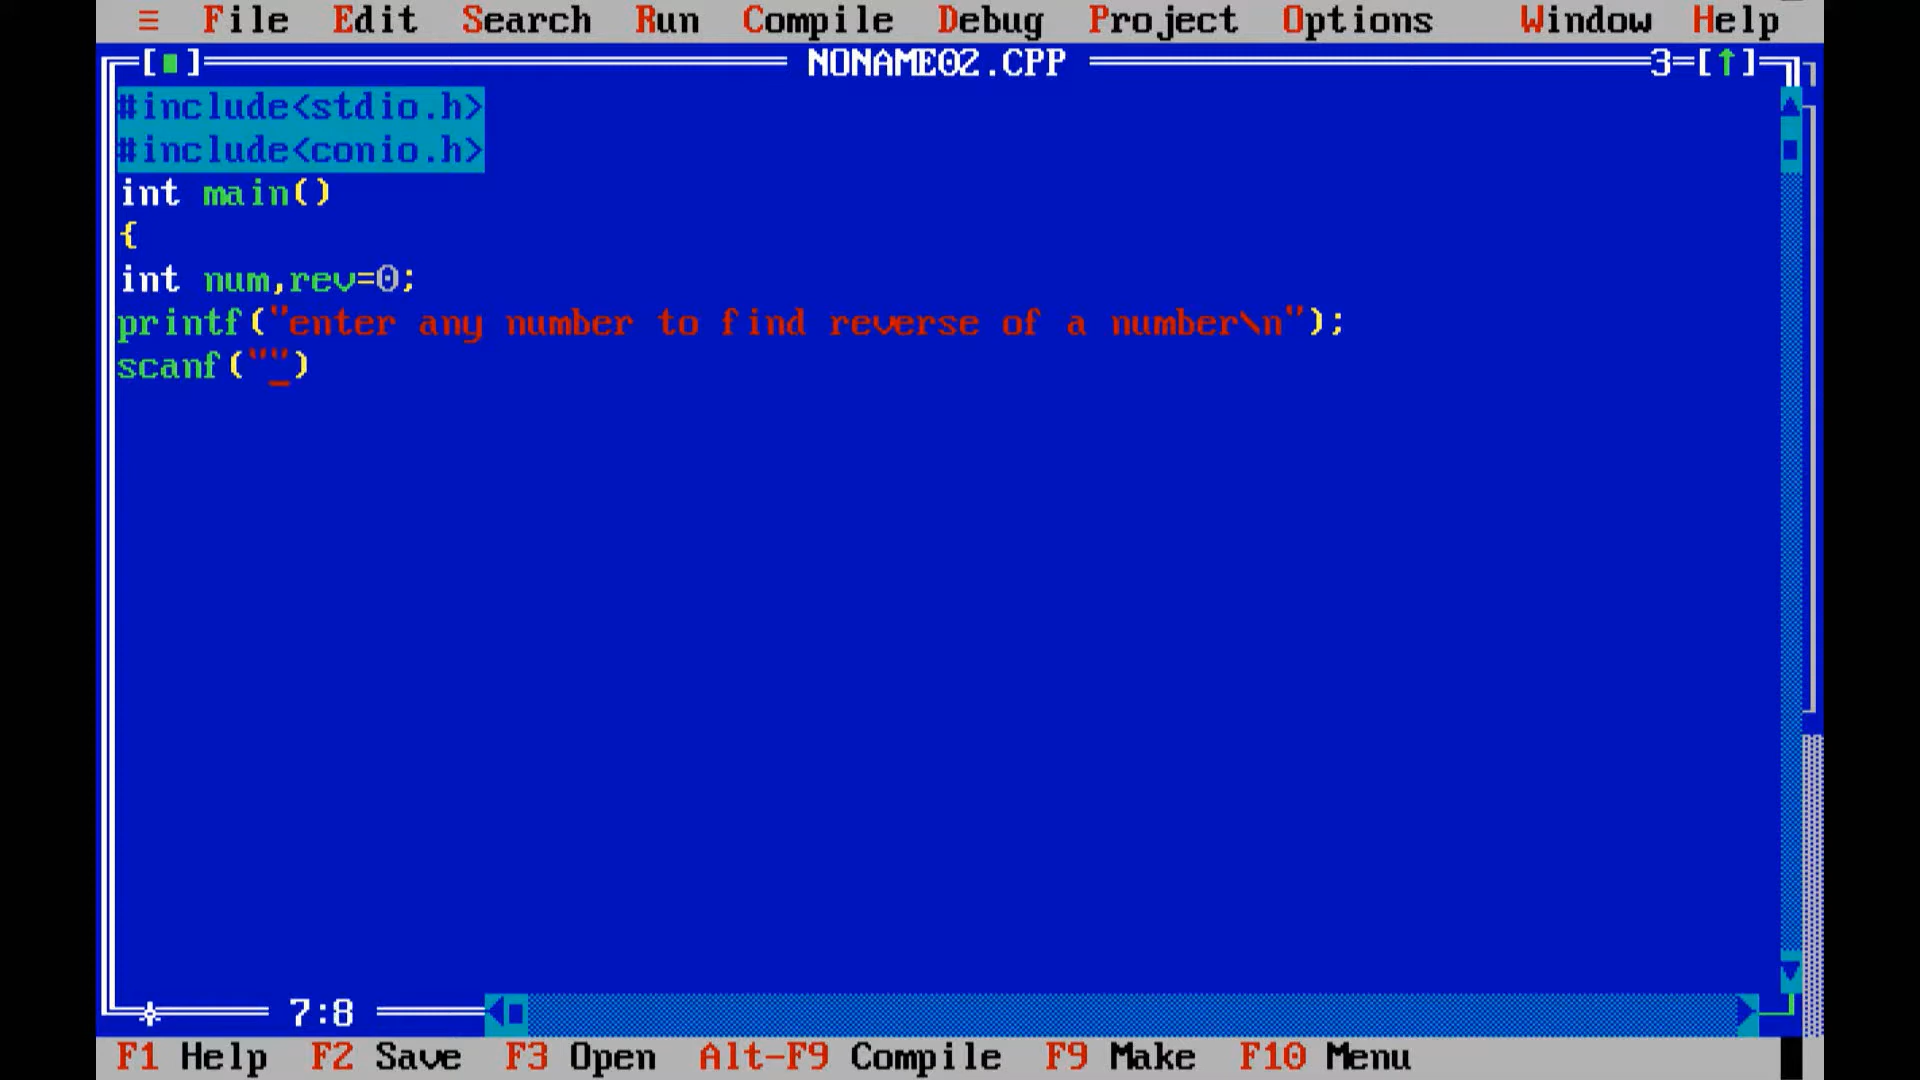 ≡ File Edit Search Run Compile Debug Project Options Window Help
[■] NONAME02.CPP 3=[↑]
#include<stdio.h>
#include<conio.h>
int main()
{
int num,rev=0;
printf("enter any number to find reverse of a number\n");
scanf("")
7:8
F1 Help F2 Save F3 Open Alt-F9 Compile F9 Make F10 Menu